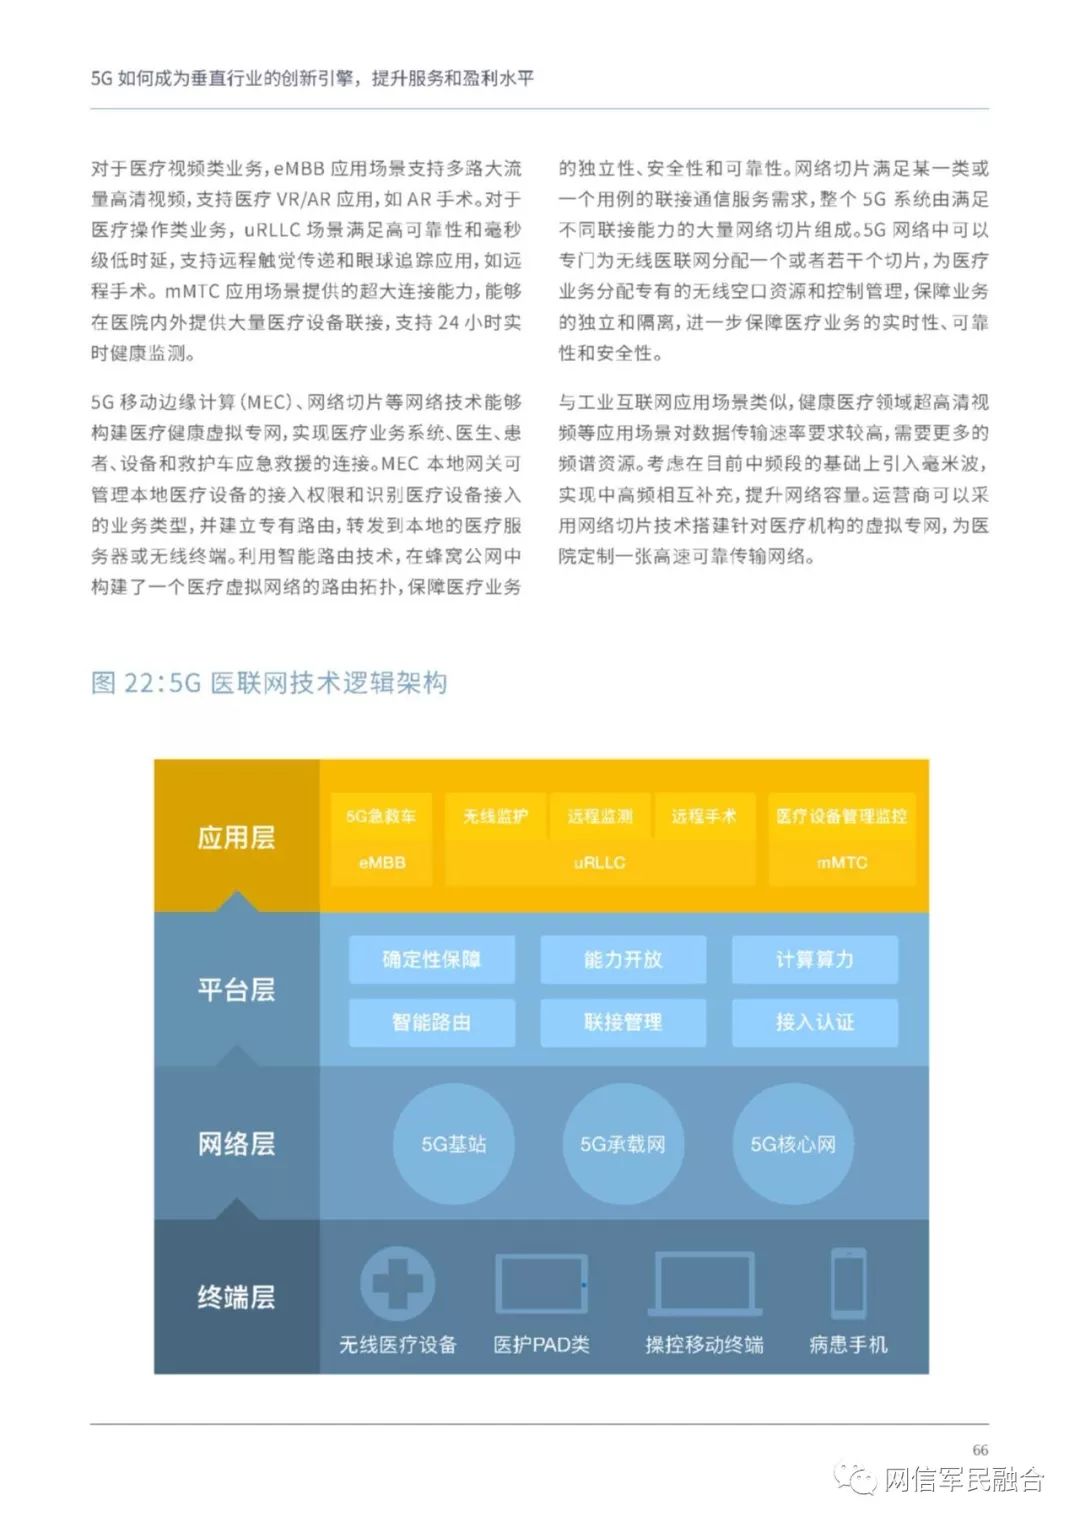 5G 如何成为垂直行业的创新引擎，提升服务和盈利水平
对于医疗视频类业务，eMBB 应用场景支持多路大流
量高清视频，支持医疗 VR/AR 应用，如 AR 手术。对于
医疗操作类业务，uRLLC 场景满足高可靠性和毫秒
级低时延，支持远程触觉传递和眼球追踪应用，如远
程手术。mMTC 应用场景提供的超大连接能力，能够
在医院内外提供大量医疗设备联接，支持 24 小时实
时健康监测。
5G 移动边缘计算（MEC）、网络切片等网络技术能够
构建医疗健康虚拟专网，实现医疗业务系统、医生、患
者、设备和救护车应急救援的连接。MEC 本地网关可
管理本地医疗设备的接入权限和识别医疗设备接入
的业务类型，并建立专有路由，转发到本地的医疗服
务器或无线终端。利用智能路由技术，在蜂窝公网中
构建了一个医疗虚拟网络的路由拓扑，保障医疗业务
的独立性、安全性和可靠性。网络切片满足某一类或
一个用例的联接通信服务需求，整个 5G 系统由满足
不同联接能力的大量网络切片组成。5G 网络中可以
专门为无线医联网分配一个或者若干个切片，为医疗
业务分配专有的无线空口资源和控制管理，保障业务
的独立和隔离，进一步保障医疗业务的实时性、可靠
性和安全性。
与工业互联网应用场景类似，健康医疗领域超高清视
频等应用场景对数据传输速率要求较高，需要更多的
频谱资源。考虑在目前中频段的基础上引入毫米波，
实现中高频相互补充，提升网络容量。运营商可以采
用网络切片技术搭建针对医疗机构的虚拟专网，为医
院定制一张高速可靠传输网络。
图 22：5G 医联网技术逻辑架构
应用层
5G急救车 无线监护 远程监测 远程手术 医疗设备管理监控
eMBB uRLLC mMTC
平台层
确定性保障 能力开放 计算算力
智能路由 联接管理 接入认证
网络层
5G基站 5G承载网 5G核心网
终端层
无线医疗设备 医护PAD类 操控移动终端 病患手机
66
网信军民融合